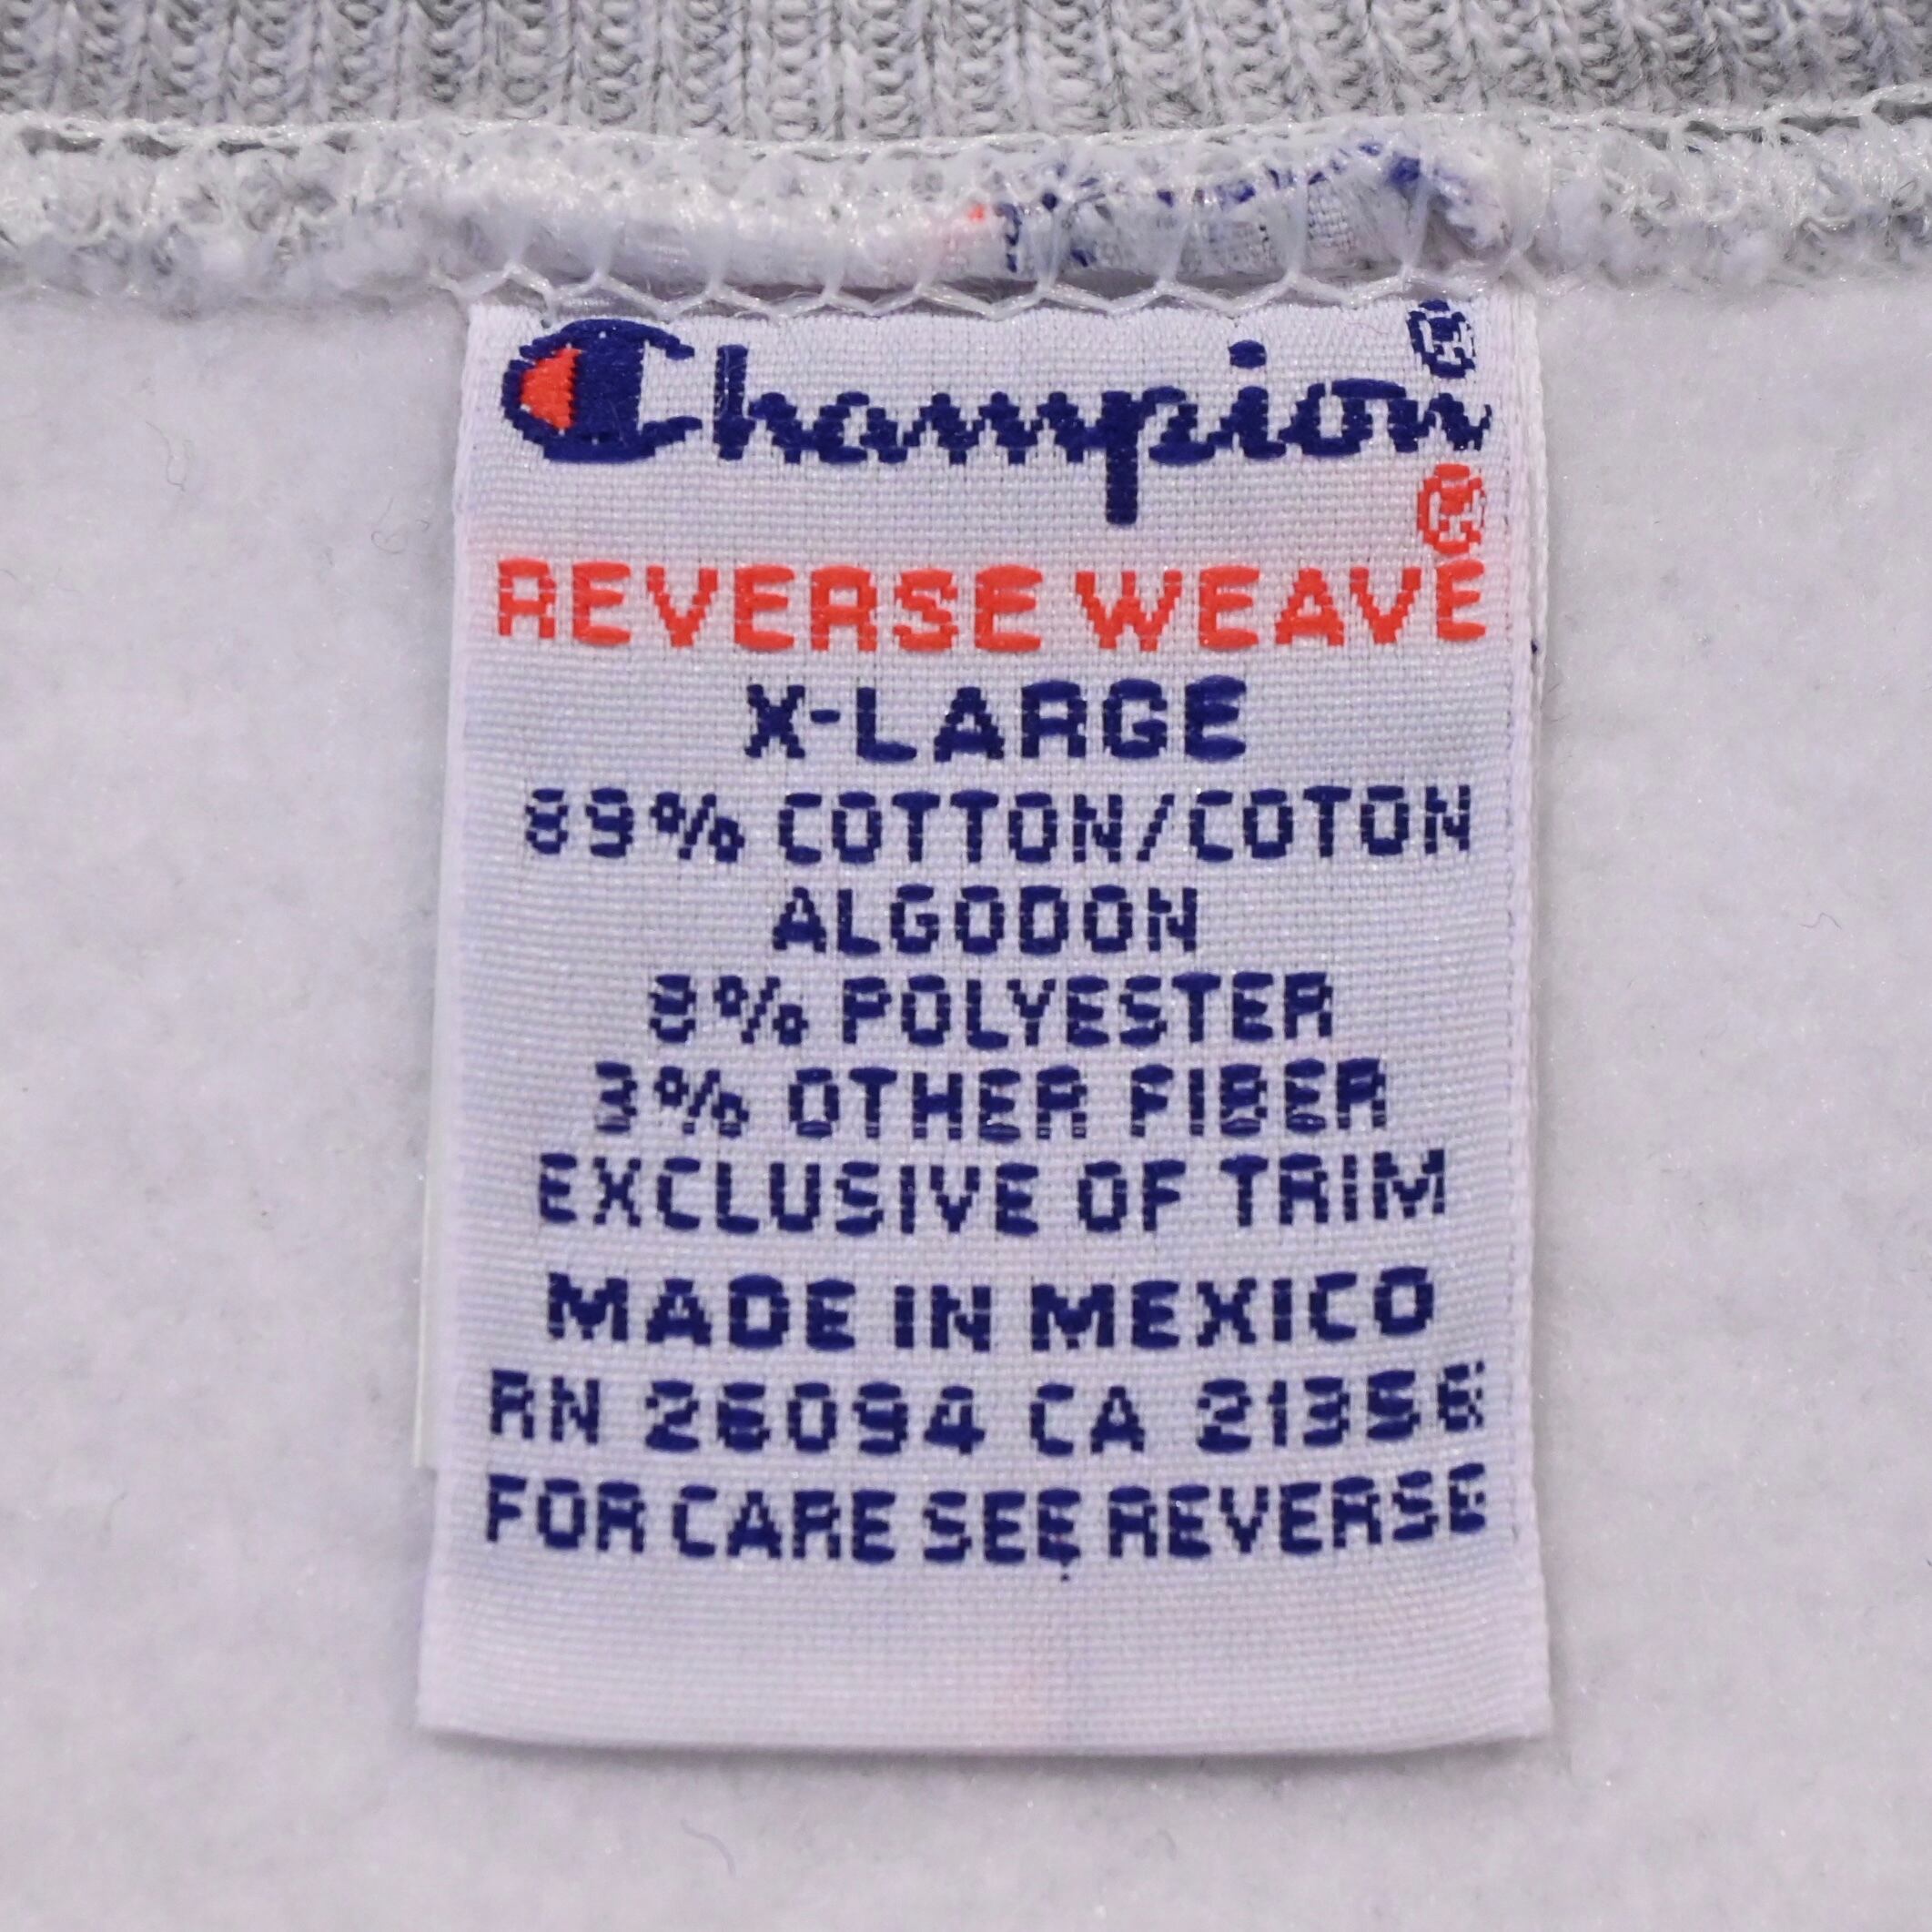 Champion®
®
REVERSE WEAVE
X-LARGE
89% COTTON/COTON
ALGODON
8% POLYESTER
3% OTHER FIBER
EXCLUSIVE OF TRIM
MADE IN MEXICO
RN 26094 CA 21356
FOR CARE SEE REVERSE